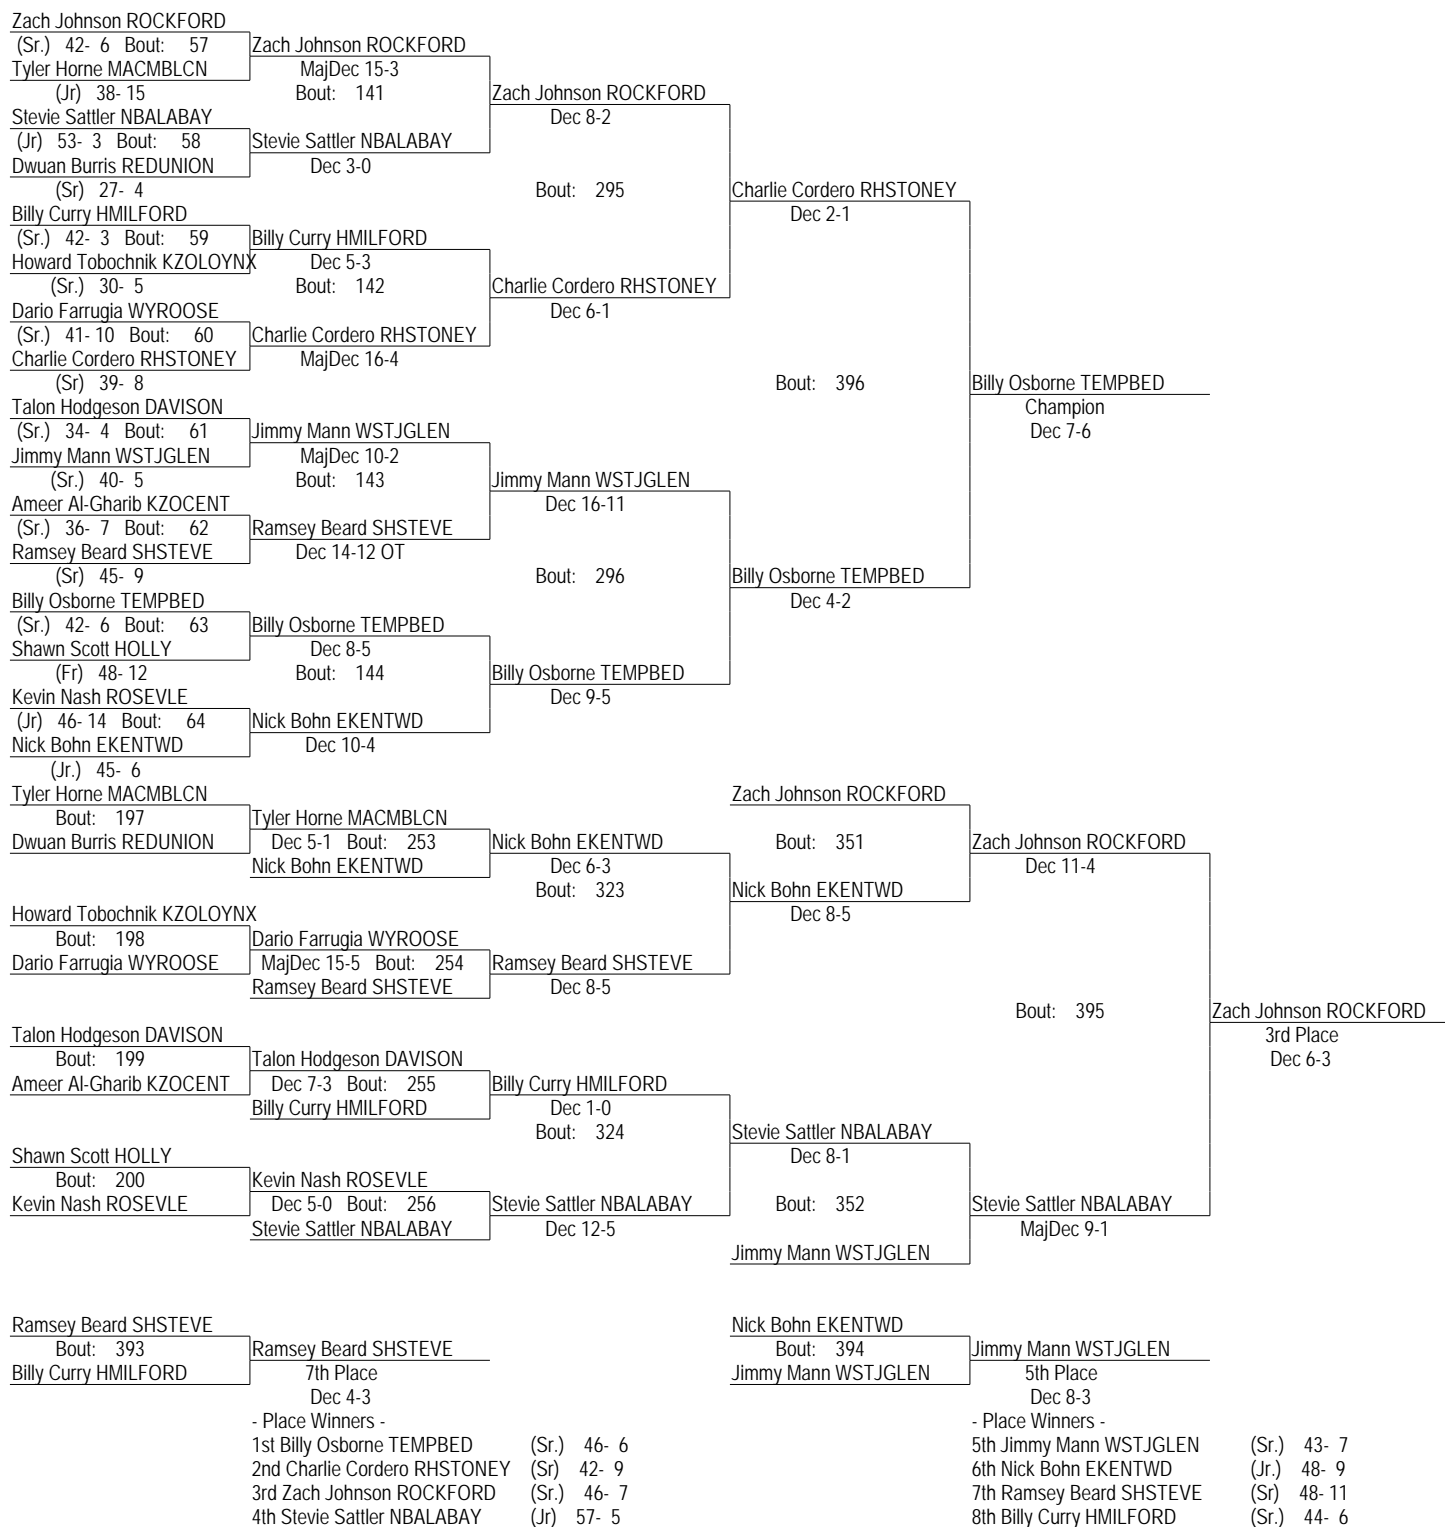 Zach Johnson ROCKFORD
(Sr.) 42- 6 Bout: 57 Zach Johnson ROCKFORD
Tyler Horne MACMBLCN MajDec 15-3
(Jr) 38- 15 Bout: 141 Zach Johnson ROCKFORD
Stevie Sattler NBALABAY Dec 8-2
(Jr) 53- 3 Bout: 58 Stevie Sattler NBALABAY
Dwuan Burris REDUNION Dec 3-0
(Sr) 27- 4 Bout: 295 Charlie Cordero RHSTONEY
Billy Curry HMILFORD Dec 2-1
(Sr.) 42- 3 Bout: 59 Billy Curry HMILFORD
Howard Tobochnik KZOLOYNX Dec 5-3
(Sr.) 30- 5 Bout: 142 Charlie Cordero RHSTONEY
Dario Farrugia WYROOSE Dec 6-1
(Sr.) 41- 10 Bout: 60 Charlie Cordero RHSTONEY
Charlie Cordero RHSTONEY MajDec 16-4
(Sr) 39- 8 Bout: 396 Billy Osborne TEMPBED
Talon Hodgeson DAVISON Champion
(Sr.) 34- 4 Bout: 61 Jimmy Mann WSTJGLEN Dec 7-6
Jimmy Mann WSTJGLEN MajDec 10-2
(Sr.) 40- 5 Bout: 143 Jimmy Mann WSTJGLEN
Ameer Al-Gharib KZOCENT Dec 16-11
(Sr.) 36- 7 Bout: 62 Ramsey Beard SHSTEVE
Ramsey Beard SHSTEVE Dec 14-12 OT
(Sr) 45- 9 Bout: 296 Billy Osborne TEMPBED
Billy Osborne TEMPBED Dec 4-2
(Sr.) 42- 6 Bout: 63 Billy Osborne TEMPBED
Shawn Scott HOLLY Dec 8-5
(Fr) 48- 12 Bout: 144 Billy Osborne TEMPBED
Kevin Nash ROSEVLE Dec 9-5
(Jr) 46- 14 Bout: 64 Nick Bohn EKENTWD
Nick Bohn EKENTWD Dec 10-4
(Jr.) 45- 6
Tyler Horne MACMBLCN Zach Johnson ROCKFORD
Bout: 197 Tyler Horne MACMBLCN
Dwuan Burris REDUNION Dec 5-1 Bout: 253 Nick Bohn EKENTWD Bout: 351 Zach Johnson ROCKFORD
Nick Bohn EKENTWD Dec 6-3 Dec 11-4
Bout: 323 Nick Bohn EKENTWD
Howard Tobochnik KZOLOYNX Dec 8-5
Bout: 198 Dario Farrugia WYROOSE
Dario Farrugia WYROOSE MajDec 15-5 Bout: 254 Ramsey Beard SHSTEVE
Ramsey Beard SHSTEVE Dec 8-5
Bout: 395 Zach Johnson ROCKFORD
Talon Hodgeson DAVISON 3rd Place
Bout: 199 Talon Hodgeson DAVISON Dec 6-3
Ameer Al-Gharib KZOCENT Dec 7-3 Bout: 255 Billy Curry HMILFORD
Billy Curry HMILFORD Dec 1-0
Bout: 324 Stevie Sattler NBALABAY
Shawn Scott HOLLY Dec 8-1
Bout: 200 Kevin Nash ROSEVLE
Kevin Nash ROSEVLE Dec 5-0 Bout: 256 Stevie Sattler NBALABAY Bout: 352 Stevie Sattler NBALABAY
Stevie Sattler NBALABAY Dec 12-5 MajDec 9-1
Jimmy Mann WSTJGLEN
Ramsey Beard SHSTEVE Nick Bohn EKENTWD
Bout: 393 Ramsey Beard SHSTEVE Bout: 394 Jimmy Mann WSTJGLEN
Billy Curry HMILFORD 7th Place Jimmy Mann WSTJGLEN 5th Place
Dec 4-3 Dec 8-3
- Place Winners - - Place Winners -
1st Billy Osborne TEMPBED (Sr.) 46- 6 5th Jimmy Mann WSTJGLEN (Sr.) 43- 7
2nd Charlie Cordero RHSTONEY (Sr) 42- 9 6th Nick Bohn EKENTWD (Jr.) 48- 9
3rd Zach Johnson ROCKFORD (Sr.) 46- 7 7th Ramsey Beard SHSTEVE (Sr) 48- 11
4th Stevie Sattler NBALABAY (Jr) 57- 5 8th Billy Curry HMILFORD (Sr.) 44- 6